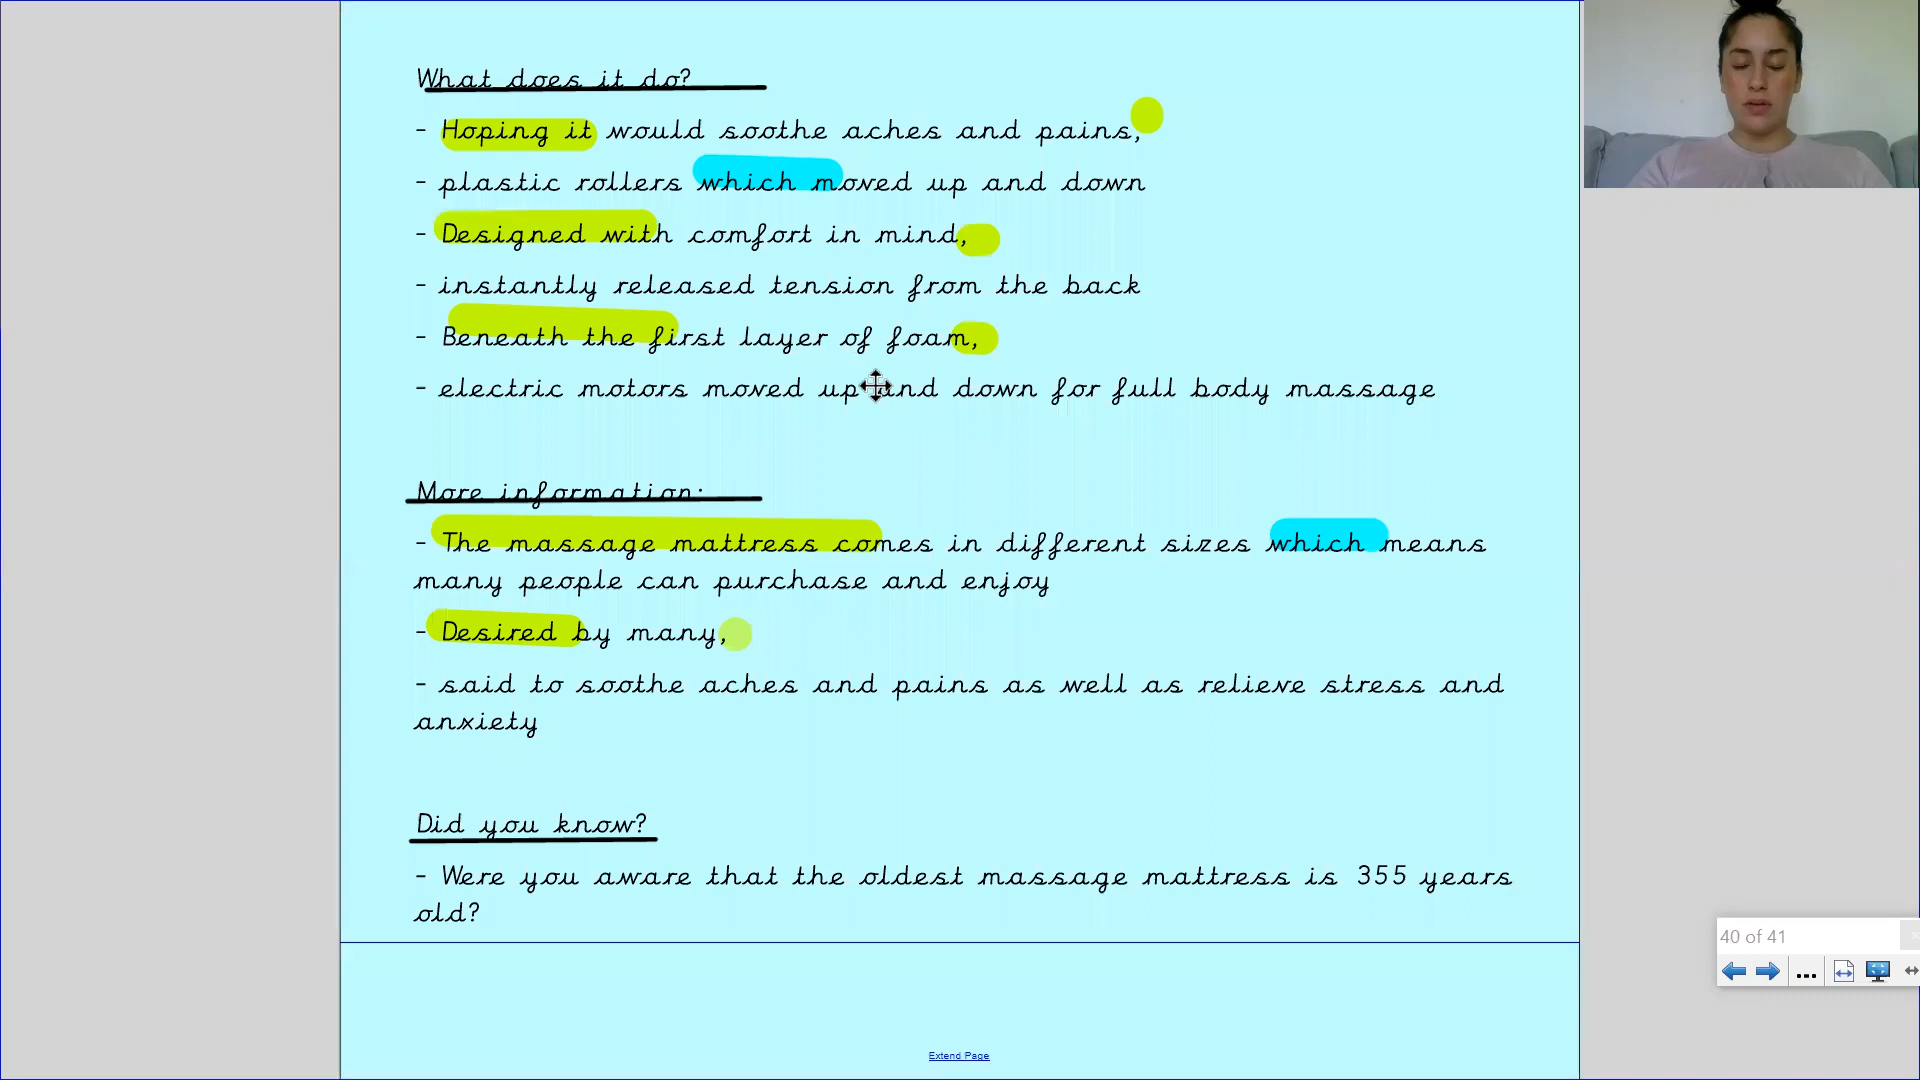 What does it do?
- Hoping it would soothe aches and pains,
- plastic rollers which moved up and down
- Designed with comfort in mind,
- instantly released tension from the back
- Beneath the first layer of foam,
- electric motors moved up and down for full body massage
More information:
- The massage mattress comes in different sizes which means
many people can purchase and enjoy
- Desired by many,
- said to soothe aches and pains as well as relieve stress and
anxiety
Did you know?
- Were you aware that the oldest massage mattress is 355 years
old?
40 of 41
Extend Page